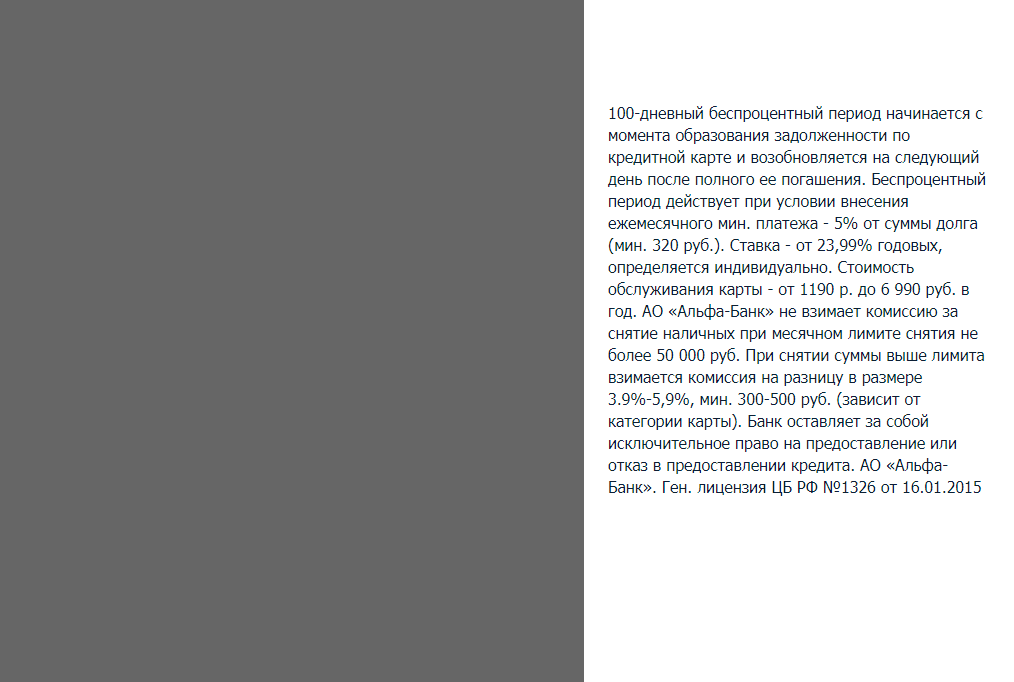 100-дневный беспроцентный период начинается с
момента образования задолженности по
кредитной карте и возобновляется на следующий
день после полного ее погашения. Беспроцентный
период действует при условии внесения
ежемесячного мин. платежа - 5% от суммы долга
(мин. 320 руб.). Ставка - от 23,99% годовых,
определяется индивидуально. Стоимость
обслуживания карты - от 1190 р. до 6 990 руб. в
год. АО «Альфа-Банк» не взимает комиссию за
снятие наличных при месячном лимите снятия не
более 50 000 руб. При снятии суммы выше лимита
взимается комиссия на разницу в размере
3.9%-5,9%, мин. 300-500 руб. (зависит от
категории карты). Банк оставляет за собой
исключительное право на предоставление или
отказ в предоставлении кредита. АО «Альфа-
Банк». Ген. лицензия ЦБ РФ №1326 от 16.01.2015